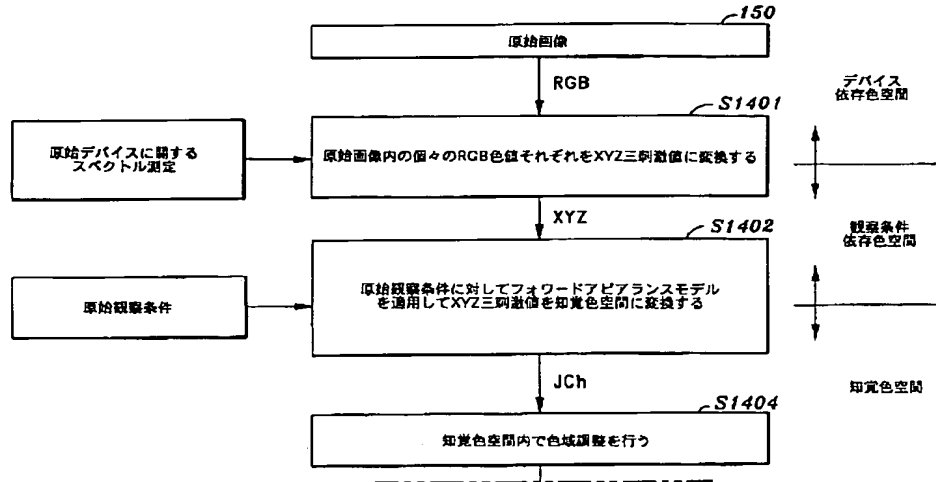 150
原始画像
RGB
デバイス
依存色空間
S1401
原始デバイスに関する
スペクトル測定
原始画像内の個々のRGB色値それぞれをXYZ三刺激値に変換する
XYZ
観察条件
依存色空間
S1402
原始観察条件
原始観察条件に対してフォワードアピアランスモデル
を適用してXYZ三刺激値を知覚色空間に変換する
JCh
知覚色空間
S1404
知覚色空間内で色域調整を行う